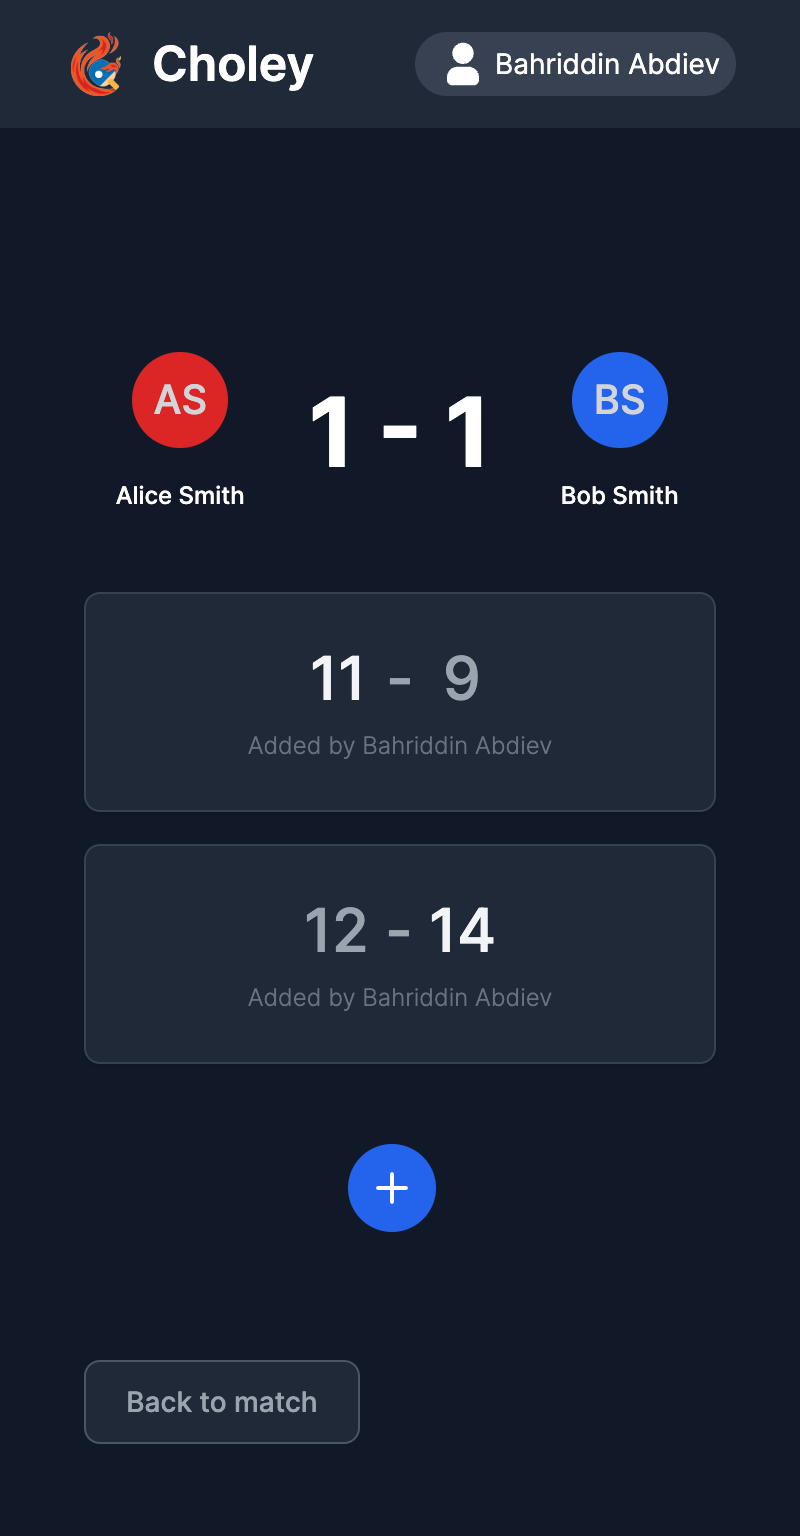 Choley
Bahriddin Abdiev
AS
1 - 1
BS
Alice Smith
Bob Smith
11 - 9
Added by Bahriddin Abdiev
12 - 14
Added by Bahriddin Abdiev
+
Back to match